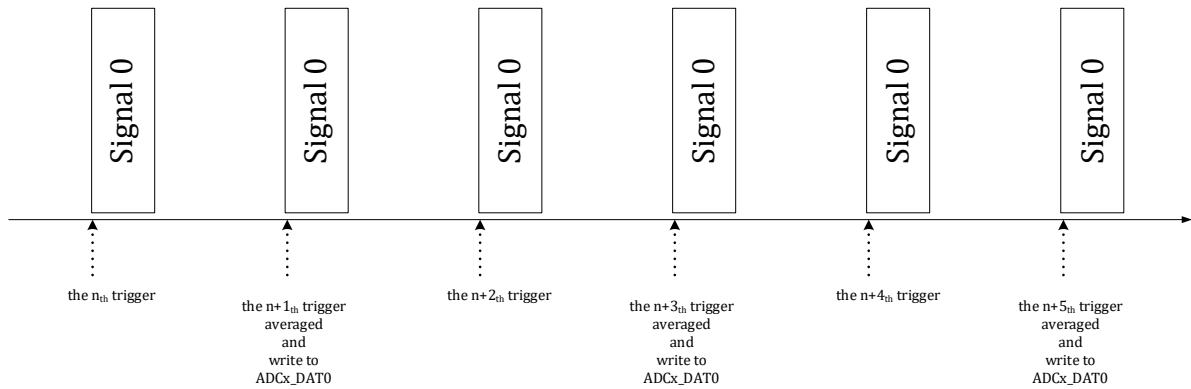 Signal 0
Signal 0
Signal 0
Signal 0
Signal 0
Signal 0
the nth trigger
the n+1th trigger
averaged
and
write to
ADCx_DAT0
the n+2th trigger
the n+3th trigger
averaged
and
write to
ADCx_DAT0
the n+4th trigger
the n+5th trigger
averaged
and
write to
ADCx_DAT0